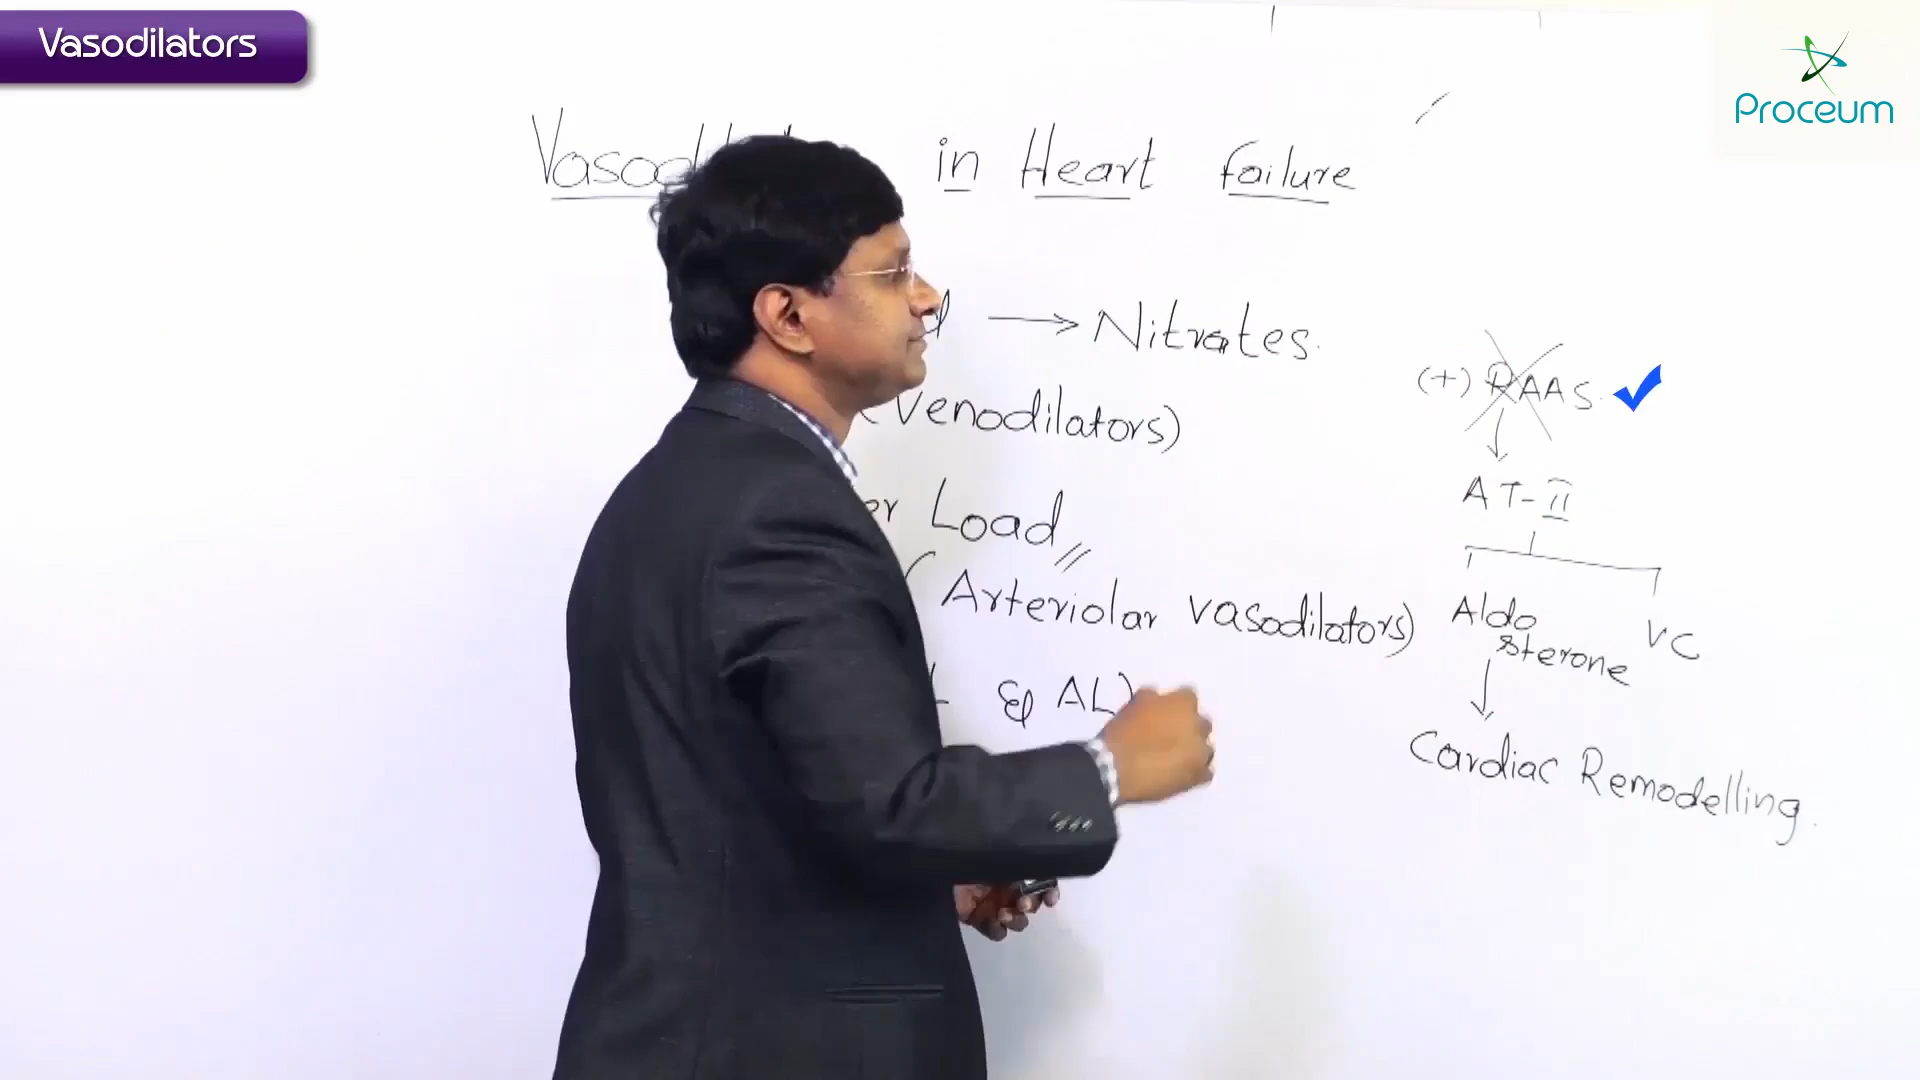 Vasodilators
Proceum
in Heart failure
→ Nitrates.
(Venodilators)
Load
(Arteriolar vasodilators)
& AL)
(+) RAAS.
AT-II
Aldo
sterone
VC
Cardiac Remodelling.